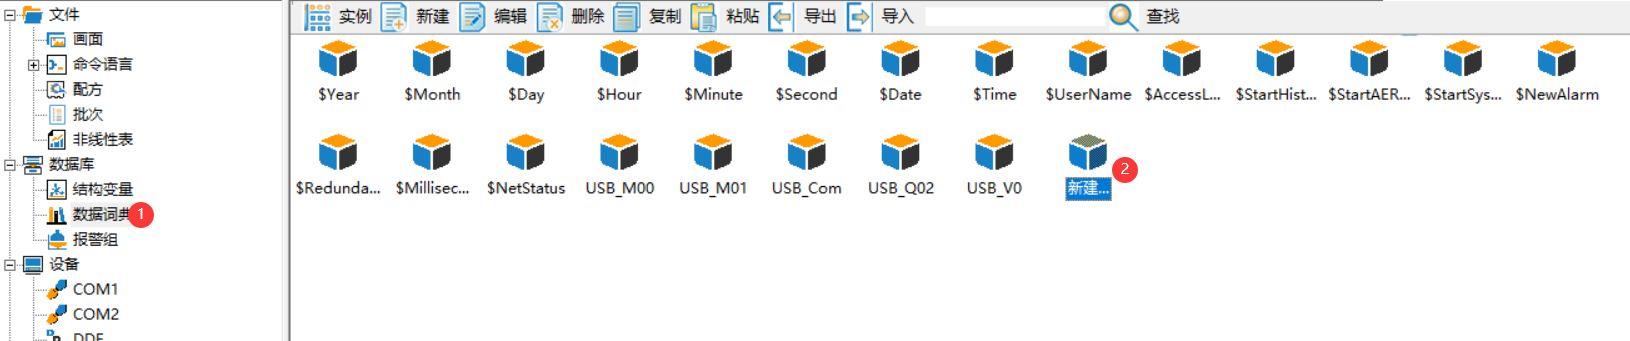 文件
画面
命令语言
配方
批次
非线性表
数据库
结构变量
数据词典 1
报警组
设备
COM1
COM2
DDE
实例 新建 编辑 删除 复制 粘贴 导出 导入 查找
$Year $Month $Day $Hour $Minute $Second $Date $Time $UserName $AccessL... $StartHist... $StartAER... $StartSys... $NewAlarm
$Redunda... $Millisec... $NetStatus USB_M00 USB_M01 USB_Com USB_Q02 USB_V0 新建... 2